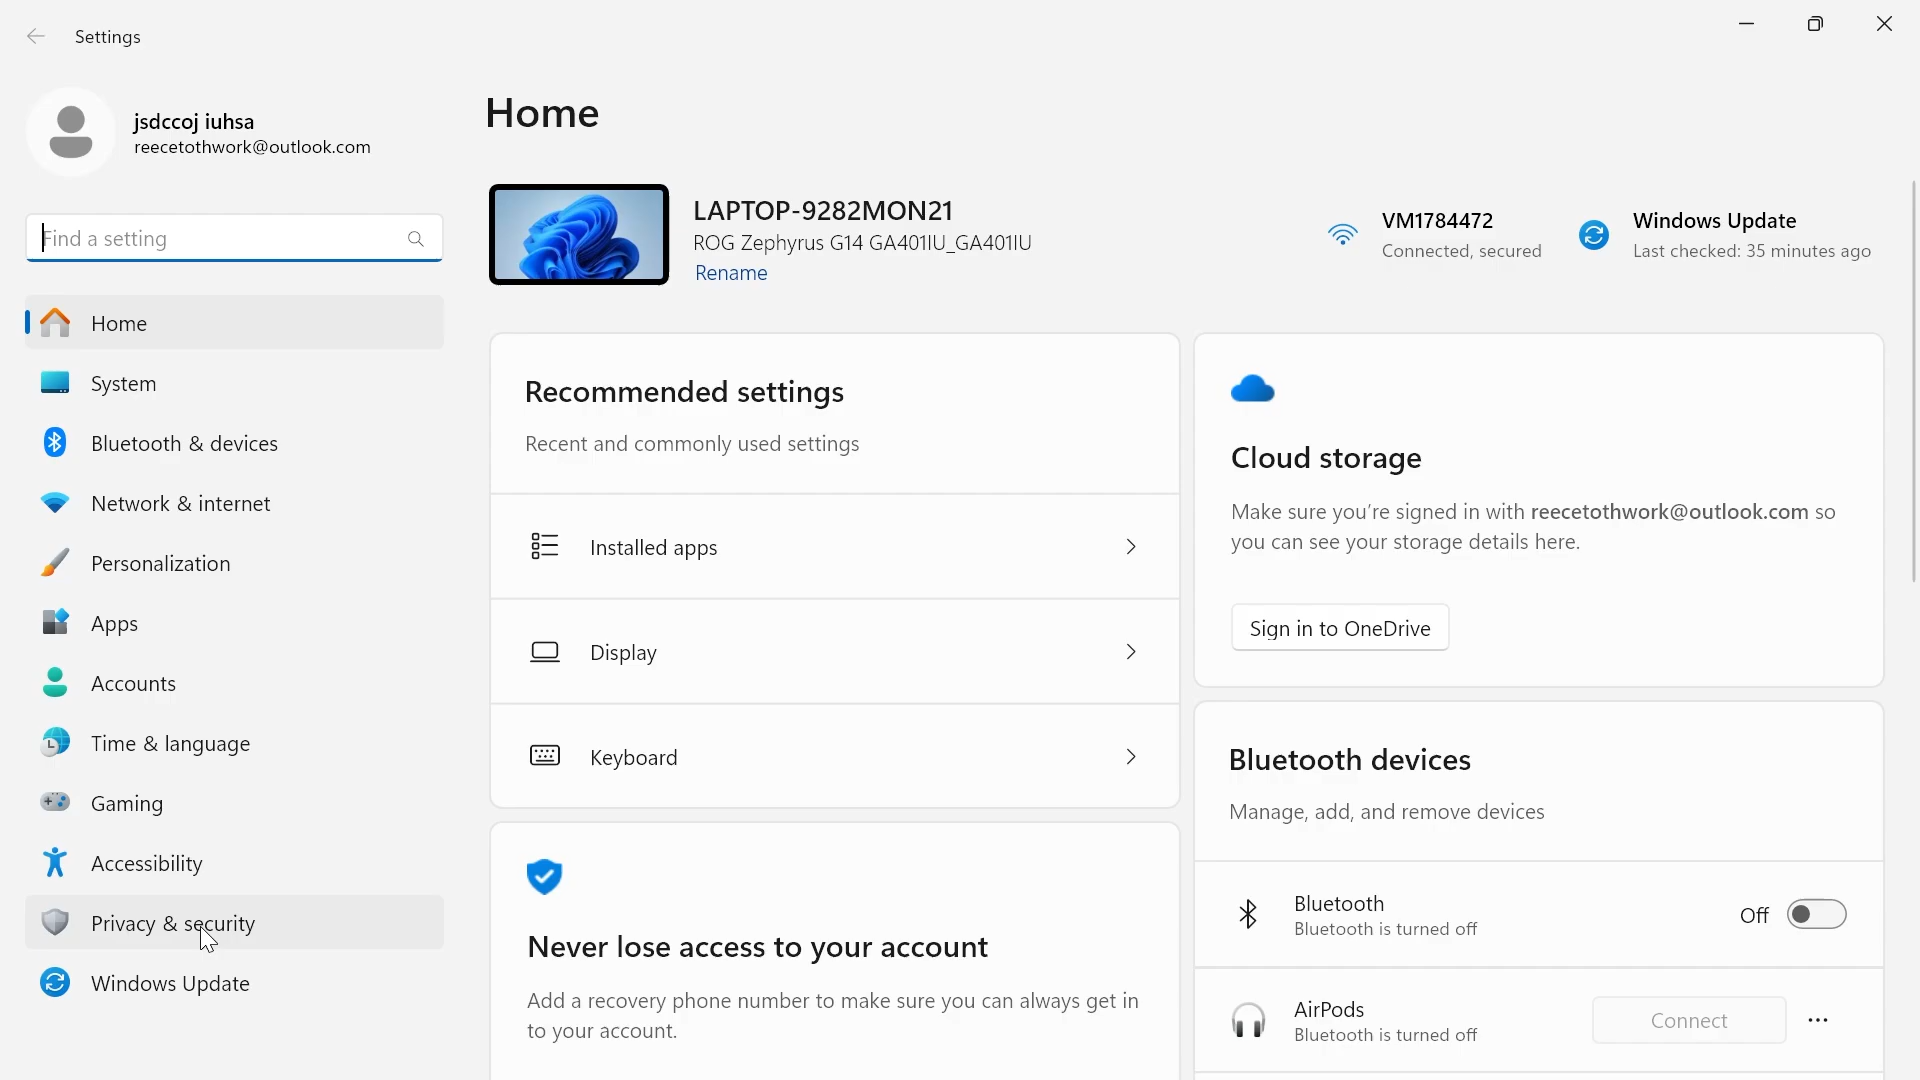 Settings
jsdccoj iuhsa
reecetothwork@outlook.com
Find a setting
Home
System
Bluetooth & devices
Network & internet
Personalization
Apps
Accounts
Time & language
Gaming
Accessibility
Privacy & security
Windows Update
Home
LAPTOP-9282MON21
ROG Zephyrus G14 GA401IU_GA401IU
Rename
VM1784472
Connected, secured
Windows Update
Last checked: 35 minutes ago
Recommended settings
Recent and commonly used settings
Installed apps
Display
Keyboard
Never lose access to your account
Add a recovery phone number to make sure you can always get in
to your account.
Cloud storage
Make sure you're signed in with reecetothwork@outlook.com so
you can see your storage details here.
Sign in to OneDrive
Bluetooth devices
Manage, add, and remove devices
Bluetooth
Bluetooth is turned off
Off
AirPods
Bluetooth is turned off
Connect